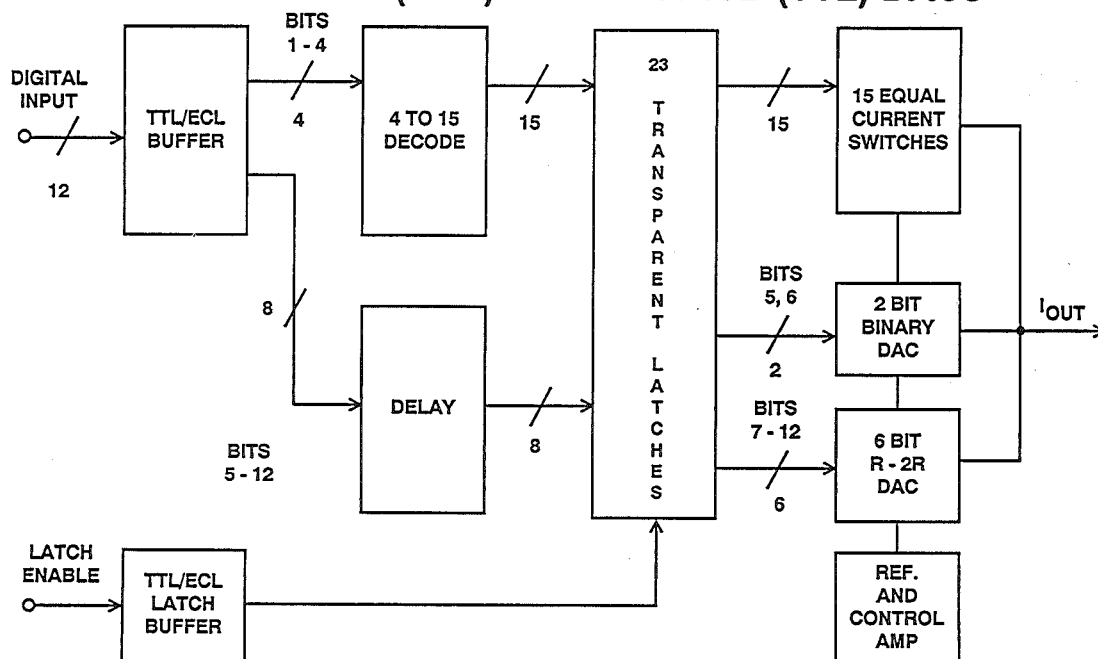 BITS
1 - 4
DIGITAL
INPUT
12
TTL/ECL
BUFFER
4
4 TO 15
DECODE
15
23
TRANSPARENT LATCHES
15
15 EQUAL
CURRENT
SWITCHES
8
BITS
5 - 12
DELAY
8
BITS
5, 6
2
2 BIT
BINARY
DAC
IOUT
BITS
7 - 12
6
6 BIT
R - 2R
DAC
LATCH
ENABLE
TTL/ECL
LATCH
BUFFER
REF.
AND
CONTROL
AMP